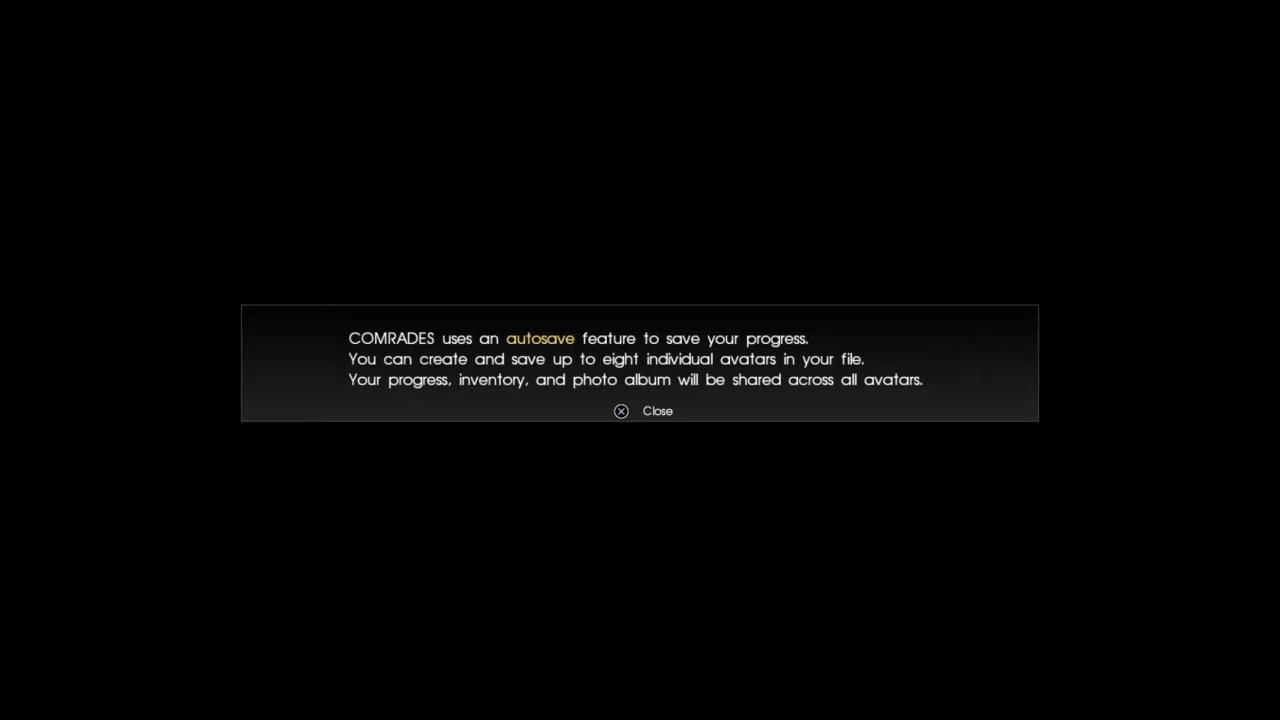 COMRADES uses an autosave feature to save your progress.
You can create and save up to eight individual avatars in your file.
Your progress, inventory, and photo album will be shared across all avatars.
Close